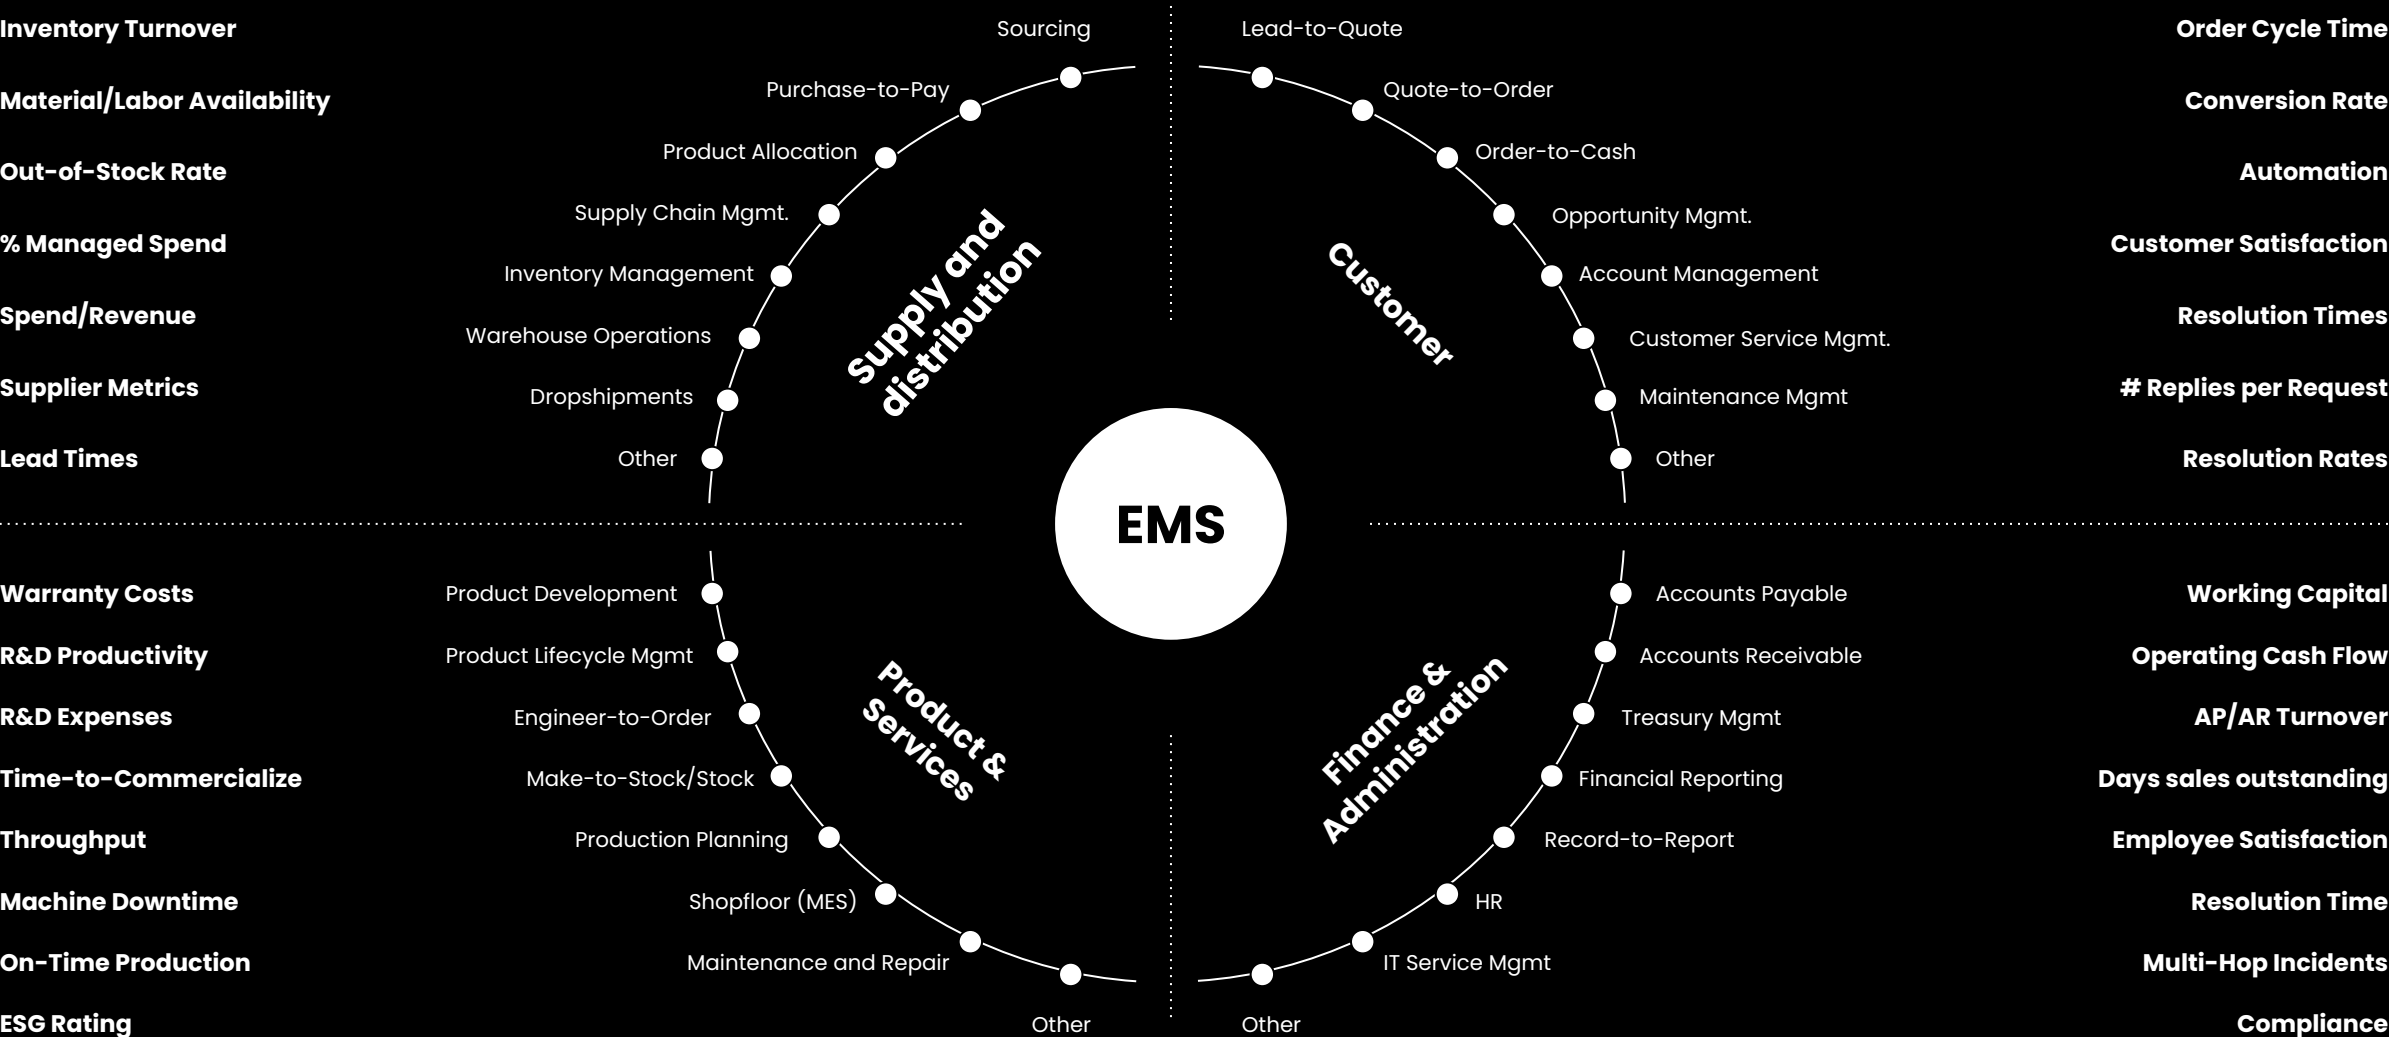 Inventory Turnover
Material/Labor Availability
Out-of-Stock Rate
% Managed Spend
Spend/Revenue
Supplier Metrics
Lead Times
Sourcing
Purchase-to-Pay
Product Allocation
Supply Chain Mgmt.
Inventory Management
Warehouse Operations
Dropshipments
Other
Supply and
distribution
Lead-to-Quote
Quote-to-Order
Order-to-Cash
Opportunity Mgmt.
Account Management
Customer Service Mgmt.
Maintenance Mgmt
Other
Customer
Order Cycle Time
Conversion Rate
Automation
Customer Satisfaction
Resolution Times
# Replies per Request
Resolution Rates
EMS
Warranty Costs
R&D Productivity
R&D Expenses
Time-to-Commercialize
Throughput
Machine Downtime
On-Time Production
ESG Rating
Product Development
Product Lifecycle Mgmt
Engineer-to-Order
Make-to-Stock/Stock
Production Planning
Shopfloor (MES)
Maintenance and Repair
Other
Product &
Services
Finance &
Administration
Accounts Payable
Accounts Receivable
Treasury Mgmt
Financial Reporting
Record-to-Report
HR
IT Service Mgmt
Other
Working Capital
Operating Cash Flow
AP/AR Turnover
Days sales outstanding
Employee Satisfaction
Resolution Time
Multi-Hop Incidents
Compliance